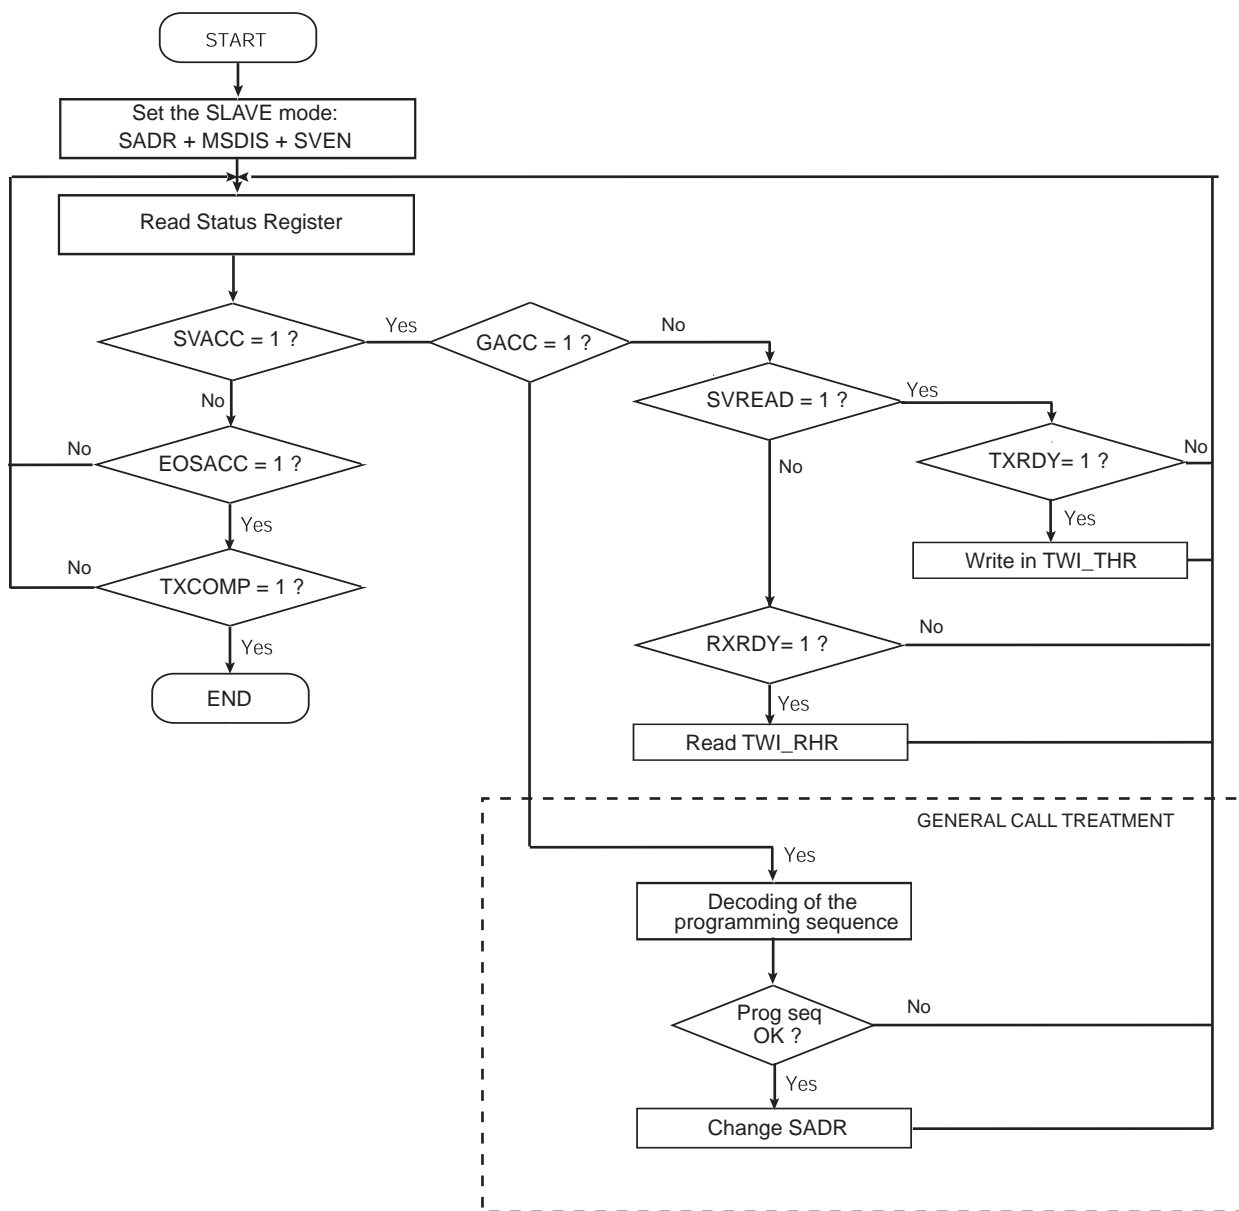 START
Set the SLAVE mode:
SADR + MSDIS + SVEN
Read Status Register
SVACC = 1 ?
Yes
GACC = 1 ?
No
SVREAD = 1 ?
Yes
No
EOSACC = 1 ?
No
No
TXRDY= 1 ?
No
Yes
Yes
Write in TWI_THR
TXCOMP = 1 ?
No
Yes
RXRDY= 1 ?
No
END
Yes
Read TWI_RHR
GENERAL CALL TREATMENT
Yes
Decoding of the
programming sequence
Prog seq
OK ?
No
Yes
Change SADR